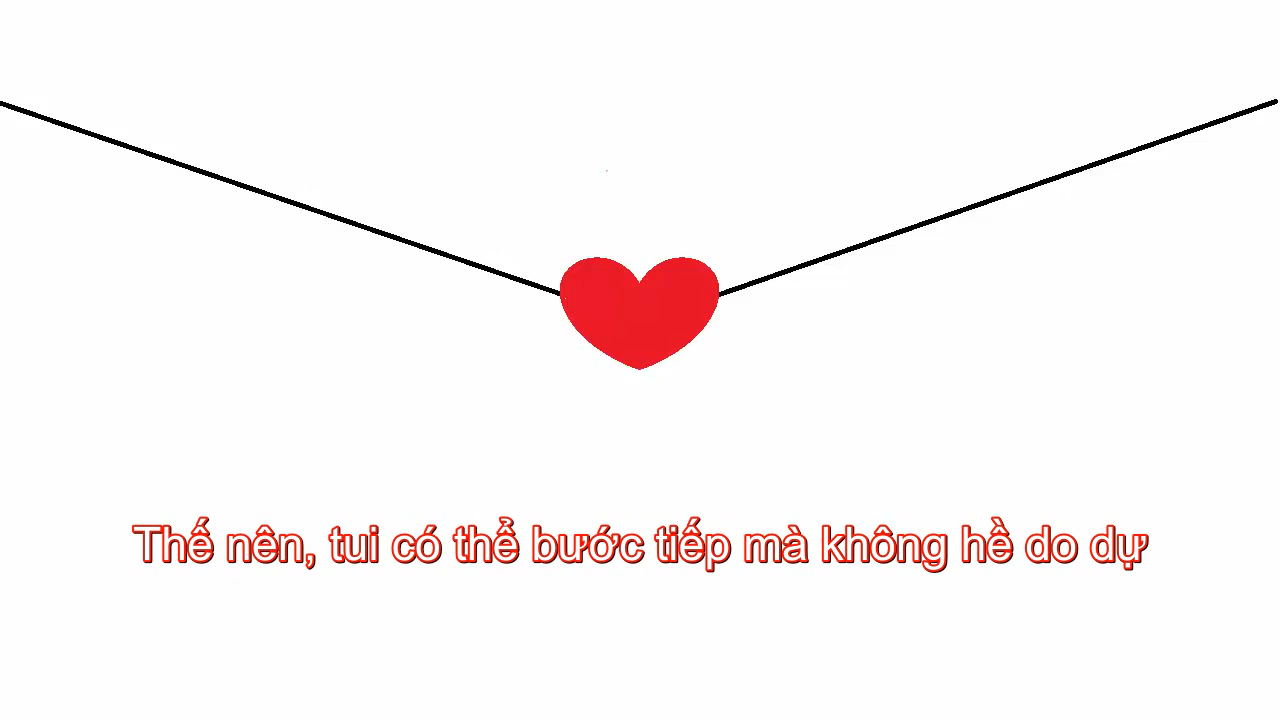 Thế nên, tui có thể bước tiếp mà không hề do dự